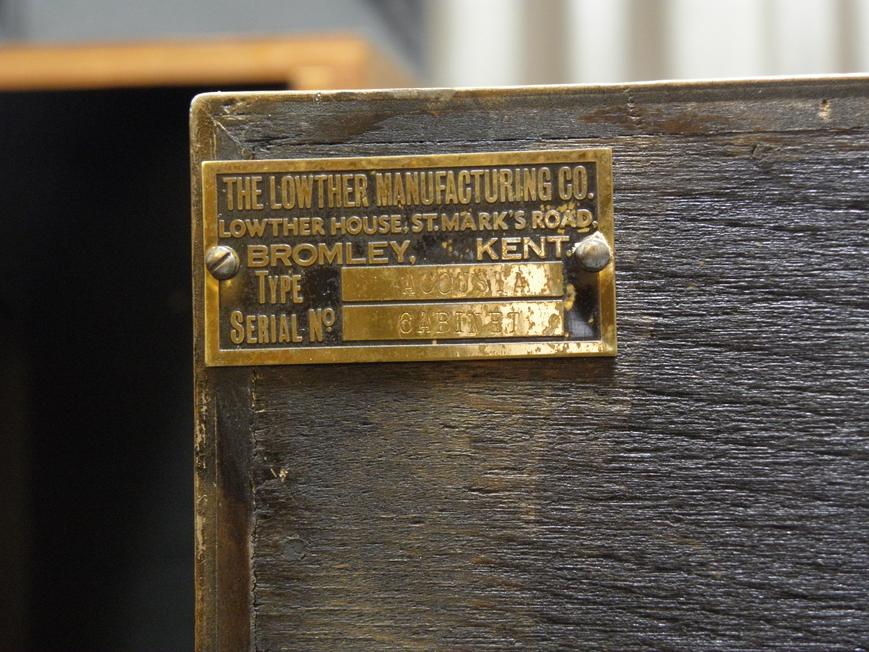 THE LOWTHER MANUFACTURING CO.
LOWTHER HOUSE, ST. MARK'S ROAD,
BROMLEY, KENT.
TYPE ACOUSTA
SERIAL Nº CABINET